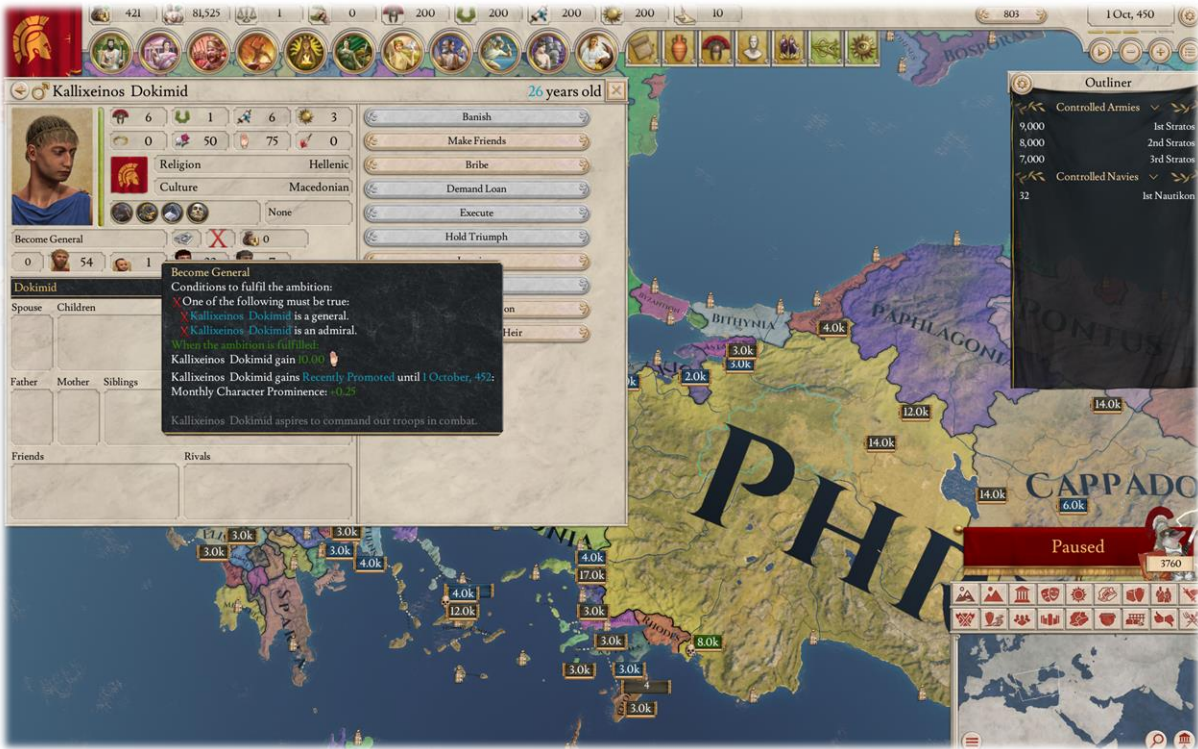 421
81,525
1
0
200
200
200
200
10
803
1 Oct, 450
BOSPORAN
Kallixeinos Dokimid
26 years old
6
1
6
3
0
50
75
0
Religion
Hellenic
Culture
Macedonian
None
Become General
0
0
54
1
Dokimid
Spouse
Children
Father
Mother
Siblings
Friends
Rivals
Banish
Make Friends
Bribe
Demand Loan
Execute
Hold Triumph
on
Heir
Become General
Conditions to fulfil the ambition:
One of the following must be true:
Kallixeinos Dokimid is a general.
Kallixeinos Dokimid is an admiral.
When the ambition is fulfilled:
Kallixeinos Dokimid gain 10.00
Kallixeinos Dokimid gains Recently Promoted until 1 October, 452:
Monthly Character Prominence: +0.25
Kallixeinos Dokimid aspires to command our troops in combat.
Outliner
Controlled Armies
9,000
1st Stratos
8,000
2nd Stratos
7,000
3rd Stratos
Controlled Navies
32
1st Nautikon
BYZANTION
BITHYNIA
PAPHLAGONI
PONTUS
4.0k
3.0k
3.0k
2.0k
12.0k
14.0k
14.0k
14.0k
PHR
CAPPADO
6.0k
Paused
3760
3.0k
3.0k
3.0k
3.0k
4.0k
SPAR
4.0k
12.0k
NIA
4.0k
17.0k
3.0k
RHODES
8.0k
3.0k
3.0k
3.0k
4
3.0k